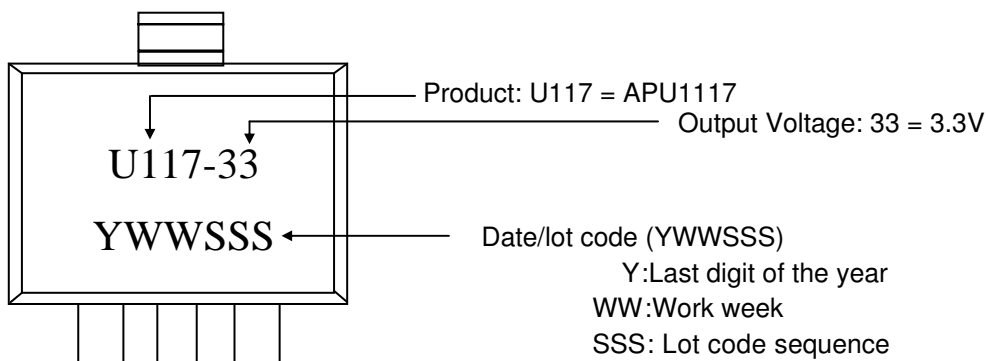 Product: U117 = APU1117
Output Voltage: 33 = 3.3V
U117-33
YWWSSS
Date/lot code (YWWSSS)
Y:Last digit of the year
WW:Work week
SSS: Lot code sequence